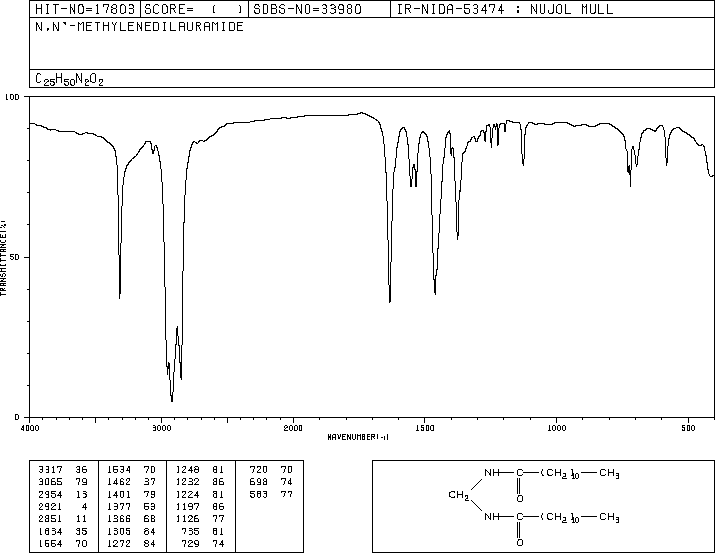 HIT-NO=17803 SCORE= ( ) SDBS-NO=33980 IR-NIDA-53474 : NUJOL MULL
N,N'-METHYLENEDILAURAMIDE
C25H50N2O2
100
50
0
TRANSMITTANCE(%)
4000 3000 2000 1500 1000 500
WAVENUMBER(-1)
3317 36 1534 70 1248 81 720 70
3065 79 1462 37 1232 86 698 74
2954 13 1401 79 1224 81 583 77
2921 4 1377 53 1197 86
2851 11 1366 68 1126 77
1634 35 1305 84 735 81
1554 70 1272 84 729 74
NH C (CH2)10 CH3
O
CH2
NH C (CH2)10 CH3
O